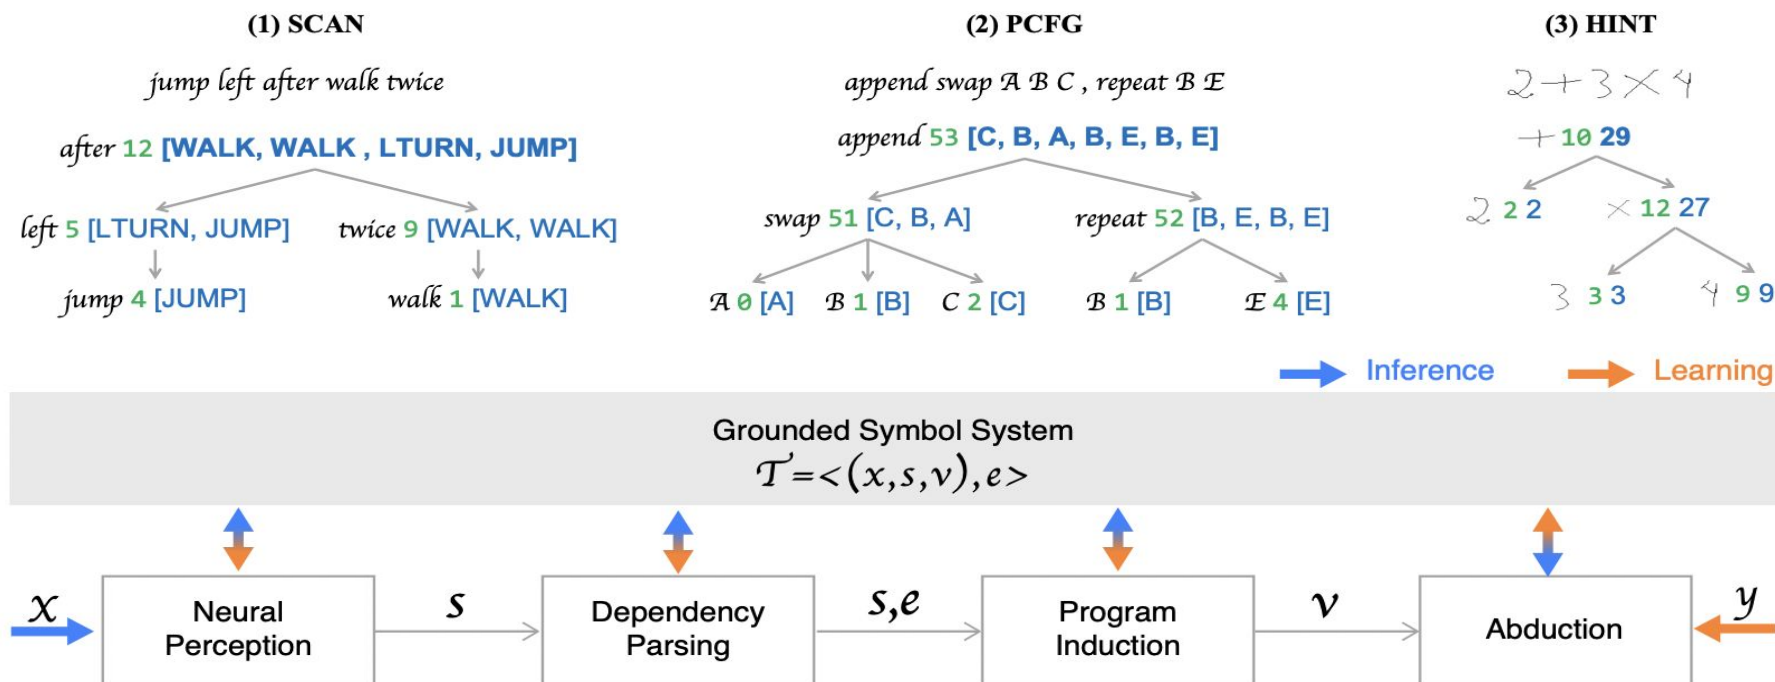 (1) SCAN
jump left after walk twice
after 12 [WALK, WALK , LTURN, JUMP]
left 5 [LTURN, JUMP] twice 9 [WALK, WALK]
jump 4 [JUMP] walk 1 [WALK]
(2) PCFG
append swap A B C , repeat B E
append 53 [C, B, A, B, E, B, E]
swap 51 [C, B, A] repeat 52 [B, E, B, E]
A 0 [A] B 1 [B] C 2 [C] B 1 [B] E 4 [E]
(3) HINT
2+3×4
+ 10 29
2 2 2 × 12 27
3 3 3 4 9 9
Inference Learning
Grounded Symbol System
T=<(x,s,v),e>
x Neural Perception s Dependency Parsing s,e Program Induction v Abduction y